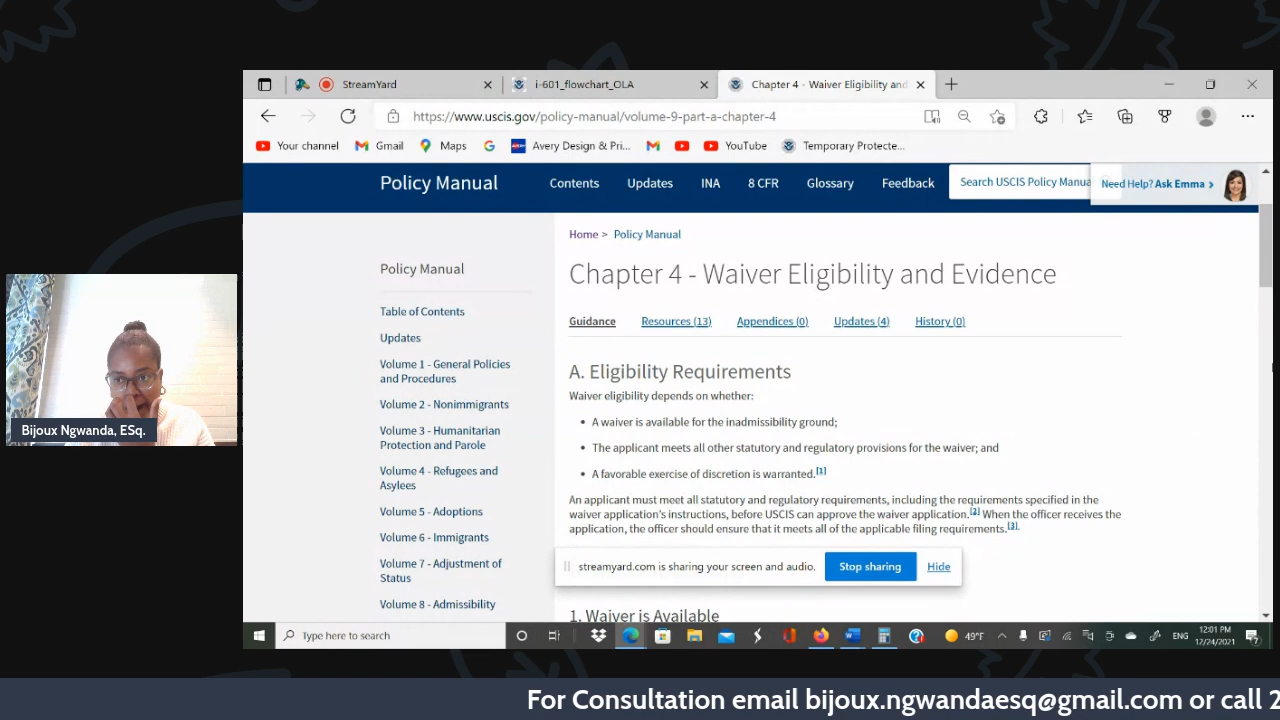 StreamYard
i-601_flowchart_OLA
Chapter 4 - Waiver Eligibility and
https://www.uscis.gov/policy-manual/volume-9-part-a-chapter-4
Your channel
Gmail
Maps
Avery Design & Pri...
YouTube
Temporary Protecte...
Policy Manual
Contents
Updates
INA
8 CFR
Glossary
Feedback
Search USCIS Policy Manua
Need Help? Ask Emma >
Home > Policy Manual
Policy Manual
Table of Contents
Updates
Volume 1 - General Policies
and Procedures
Volume 2 - Nonimmigrants
Volume 3 - Humanitarian
Protection and Parole
Volume 4 - Refugees and
Asylees
Volume 5 - Adoptions
Volume 6 - Immigrants
Volume 7 - Adjustment of
Status
Volume 8 - Admissibility
Chapter 4 - Waiver Eligibility and Evidence
Guidance
Resources (13)
Appendices (0)
Updates (4)
History (0)
A. Eligibility Requirements
Waiver eligibility depends on whether:
• A waiver is available for the inadmissibility ground;
• The applicant meets all other statutory and regulatory provisions for the waiver; and
• A favorable exercise of discretion is warranted.[1]
An applicant must meet all statutory and regulatory requirements, including the requirements specified in the
waiver application's instructions, before USCIS can approve the waiver application.[2] When the officer receives the
application, the officer should ensure that it meets all of the applicable filing requirements.[3].
streamyard.com is sharing your screen and audio.
Stop sharing
Hide
1. Waiver is Available
Type here to search
49°F
ENG
12:01 PM
12/24/2021
7
Bijoux Ngwanda, ESq.
For Consultation email bijoux.ngwandaesq@gmail.com or call 2